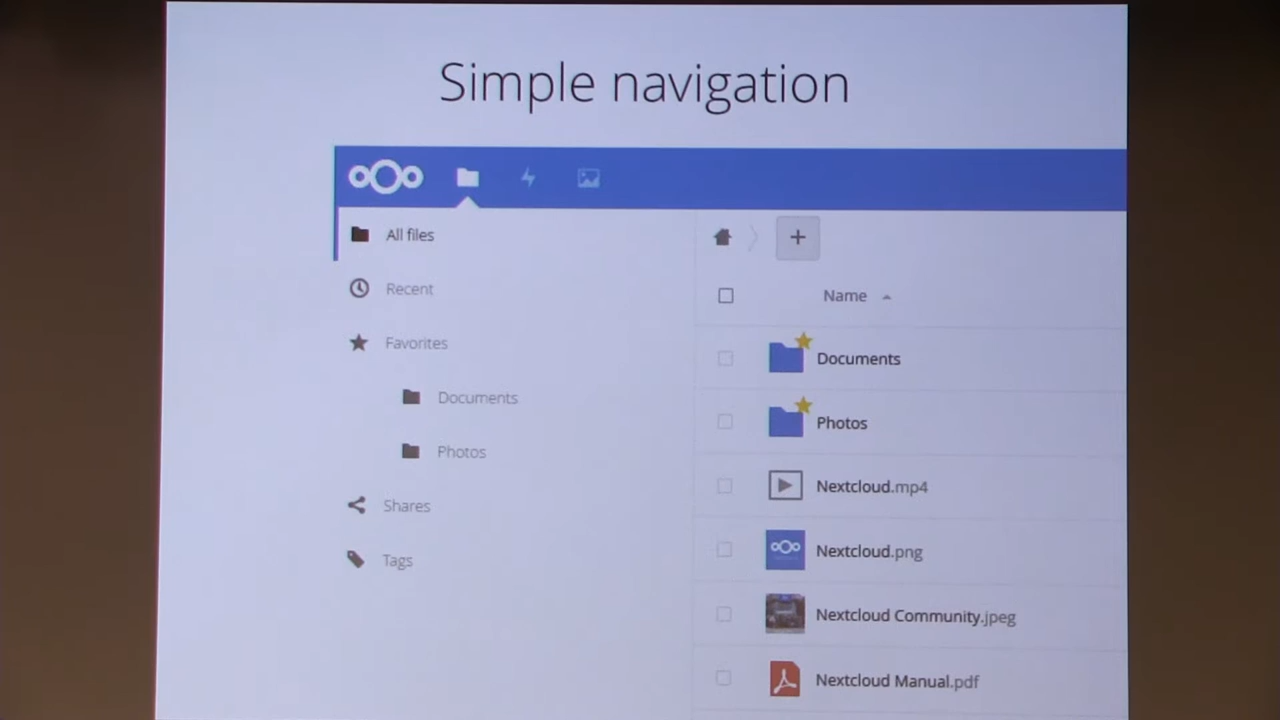 Simple navigation
All files
Recent
Favorites
Documents
Photos
Shares
Tags
+
Name
Documents
Photos
Nextcloud.mp4
Nextcloud.png
Nextcloud Community.jpeg
Nextcloud Manual.pdf